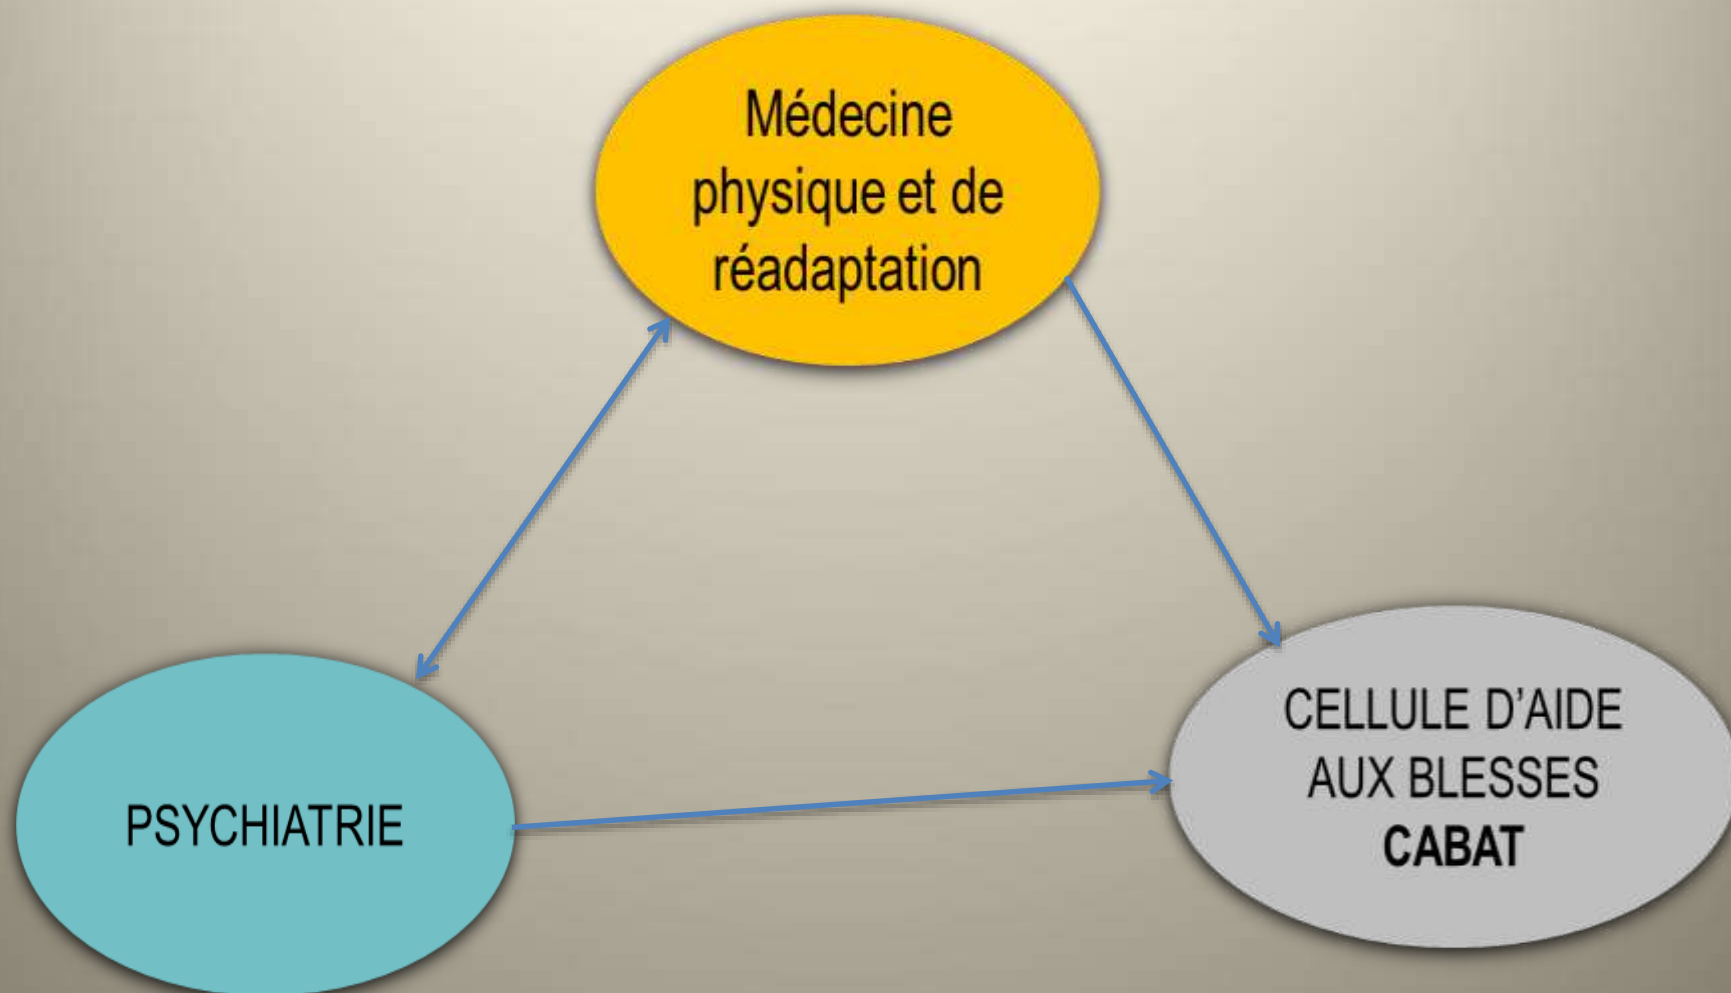 Médecine
physique et de
réadaptation
PSYCHIATRIE
CELLULE D’AIDE
AUX BLESSES
CABAT